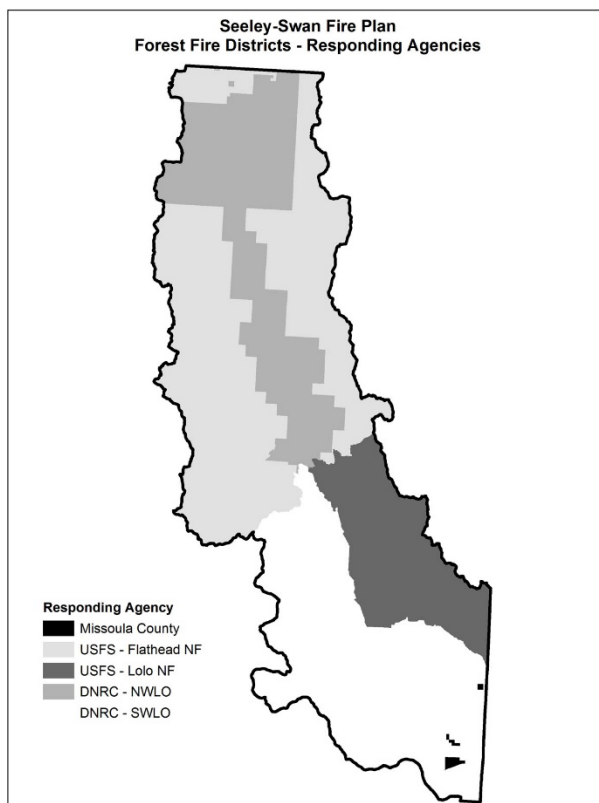 Seeley-Swan Fire Plan
Forest Fire Districts - Responding Agencies
Responding Agency
Missoula County
USFS - Flathead NF
USFS - Lolo NF
DNRC - NWLO
DNRC - SWLO